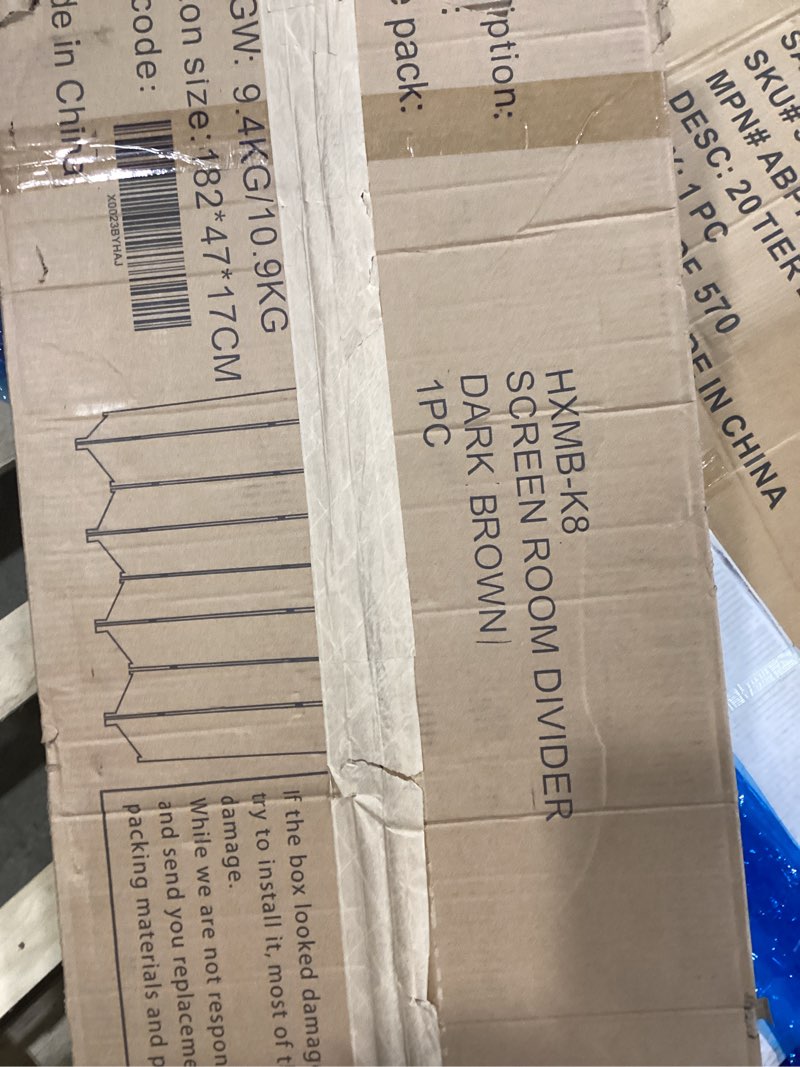 HXMB-K8
iption:
SCREEN ROOM DIVIDER
DARK BROWN
pack:
1PC
GW: 9.4KG/10.9KG
on size: 182*47*17CM
code:
X0023BYHAJ
de in China
If the box looked damag
try to install it, most of t
damage.
While we are not respon
and send you replaceme
packing materials and p
SKU#
MPN# ABP
DESC: 20 TIER
1 PC
OF 570
DE IN CHINA